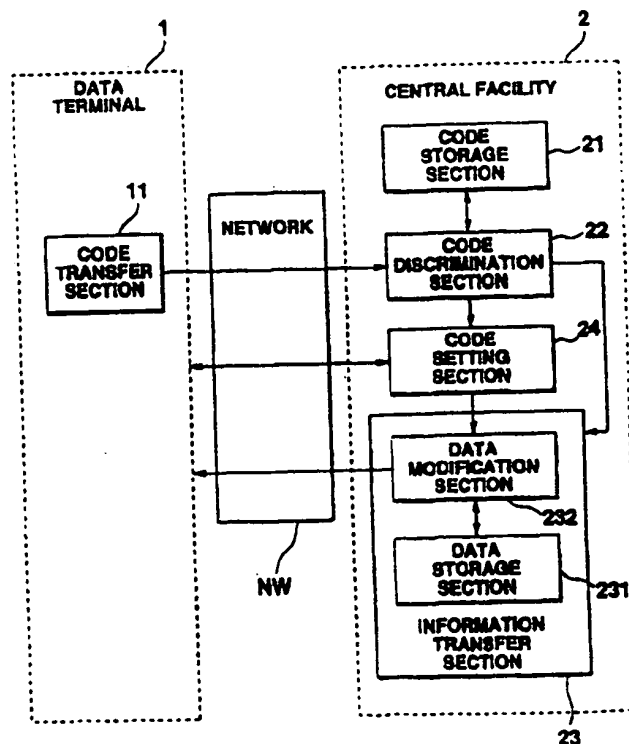 1
DATA
TERMINAL
11
CODE
TRANSFER
SECTION
NETWORK
NW
2
CENTRAL FACILITY
CODE
STORAGE
SECTION
21
CODE
DISCRIMINATION
SECTION
22
CODE
SETTING
SECTION
24
DATA
MODIFICATION
SECTION
232
DATA
STORAGE
SECTION
231
INFORMATION
TRANSFER
SECTION
23